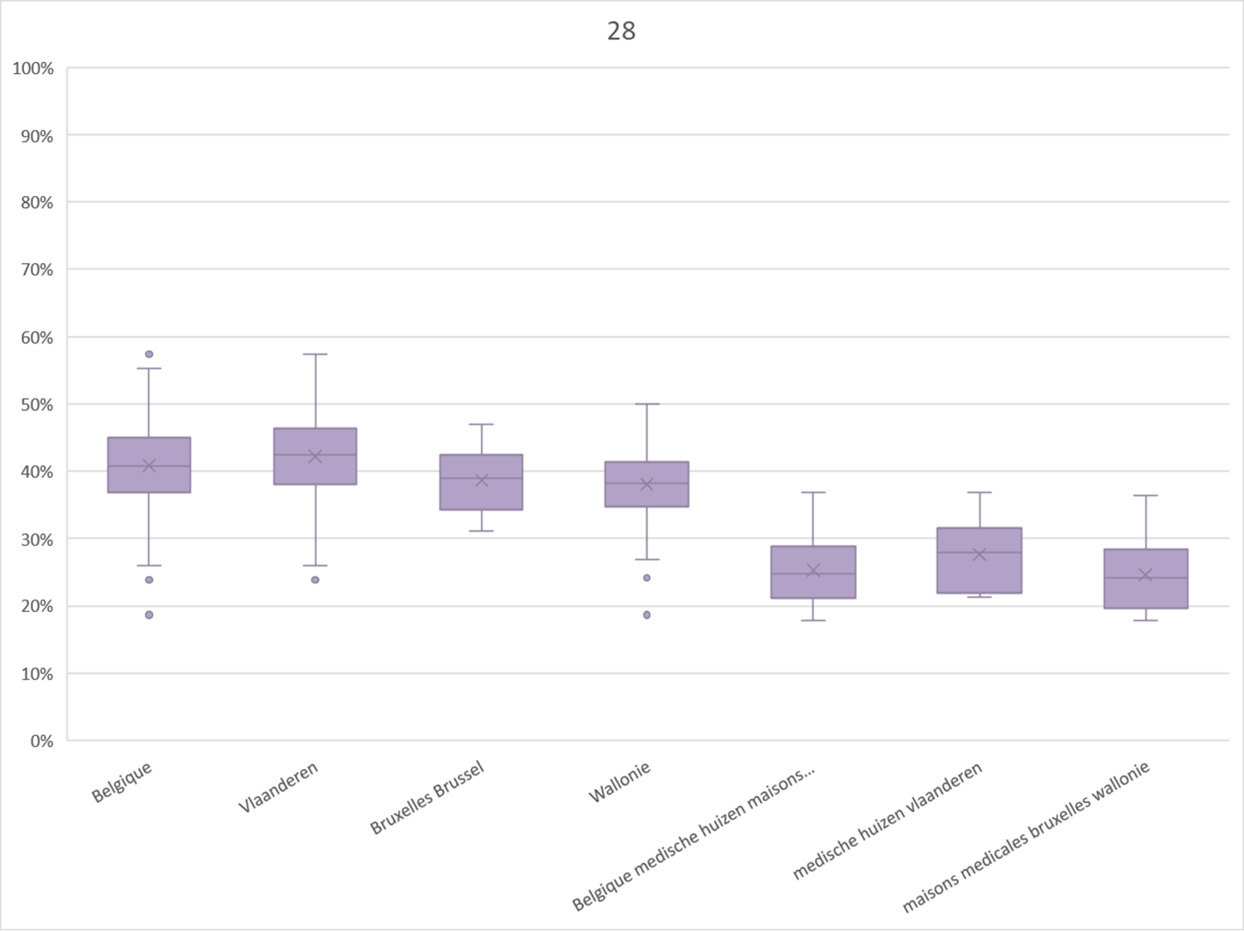 28
100%
90%
80%
70%
60%
50%
40%
30%
20%
10%
0%
Belgique
Vlaanderen
Bruxelles Brussel
Wallonie
Belgique medische huizen maisons...
medische huizen vlaanderen
maisons medicales bruxelles wallonie